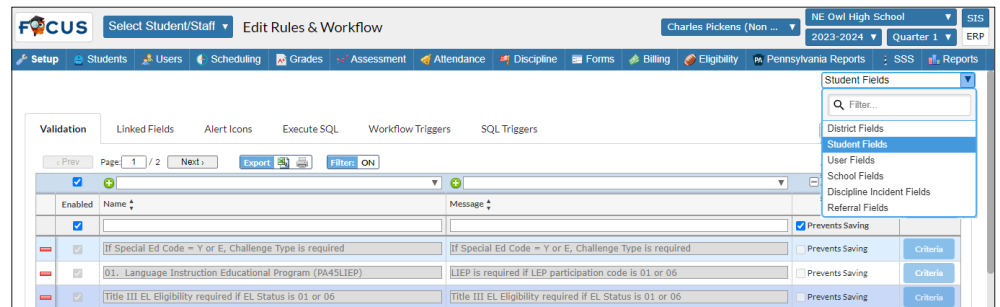 FOCUS Select Student/Staff ▼ Edit Rules & Workflow Charles Pickens (Non ... ▼ NE Owl High School ▼ SIS
2023-2024 ▼ Quarter 1 ▼ ERP
Setup Students Users Scheduling Grades Assessment Attendance Discipline Forms Billing Eligibility PA Pennsylvania Reports SSS Reports
Student Fields ▼
Filter...
District Fields
Student Fields
User Fields
School Fields
Discipline Incident Fields
Referral Fields
Validation Linked Fields Alert Icons Execute SQL Workflow Triggers SQL Triggers
‹ Prev Page: 1 / 2 Next › Export Filter: ON
Enabled Name Message
Prevents Saving
If Special Ed Code = Y or E, Challenge Type is required If Special Ed Code = Y or E, Challenge Type is required Prevents Saving Criteria
01. Language Instruction Educational Program (PA45LIEP) LIEP is required if LEP participation code is 01 or 06 Prevents Saving Criteria
Title III EL Eligibility required if EL Status is 01 or 06 Title III EL Eligibility required if EL Status is 01 or 06 Prevents Saving Criteria